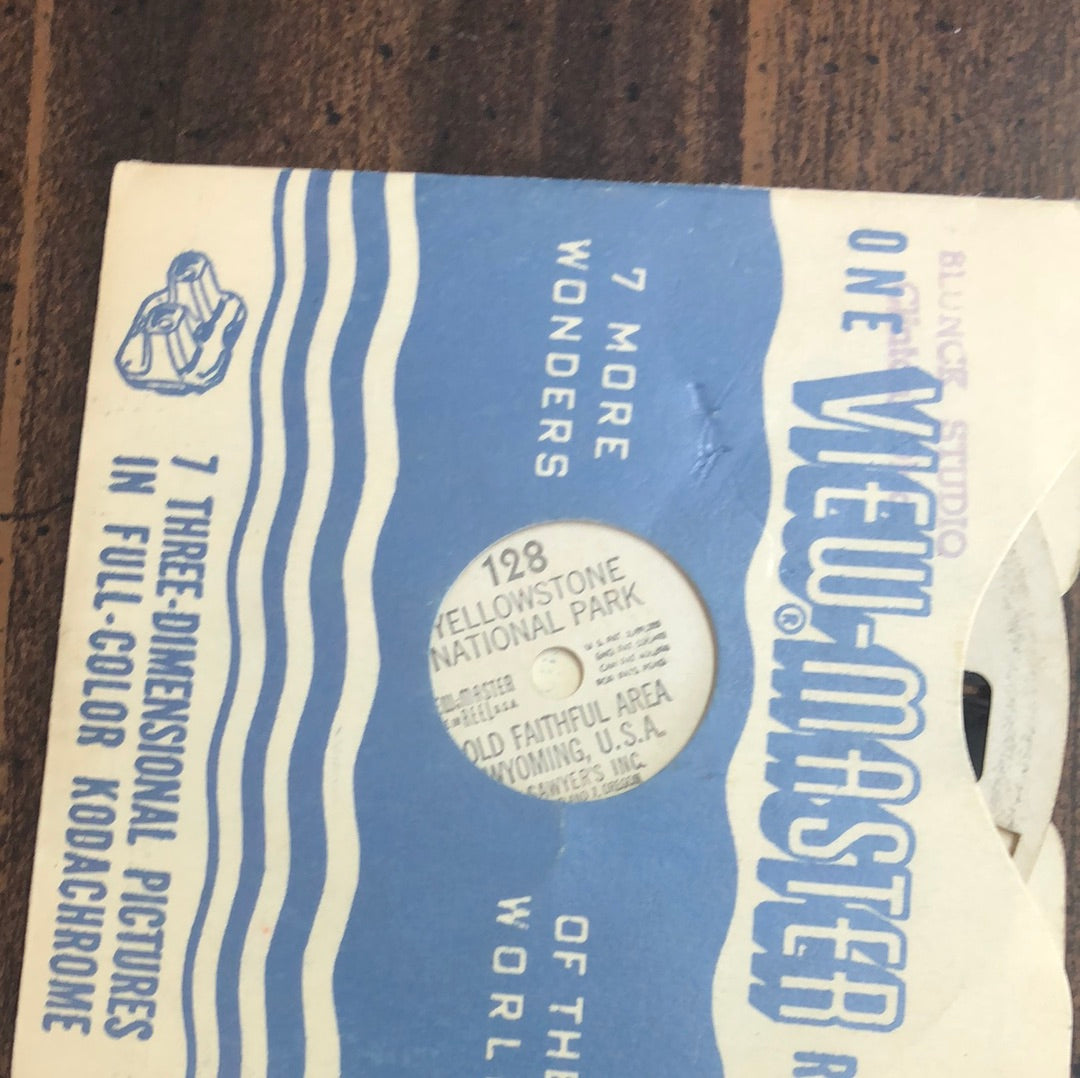 BLUNCK STUDIO
ONE VIEW-MASTER® R
7 MORE
WONDERS
OF THE
WORL
128
YELLOWSTONE
NATIONAL PARK
OLD FAITHFUL AREA
WYOMING, U.S.A.
SAWYER'S INC.
7 THREE-DIMENSIONAL PICTURES
IN FULL-COLOR KODACHROME